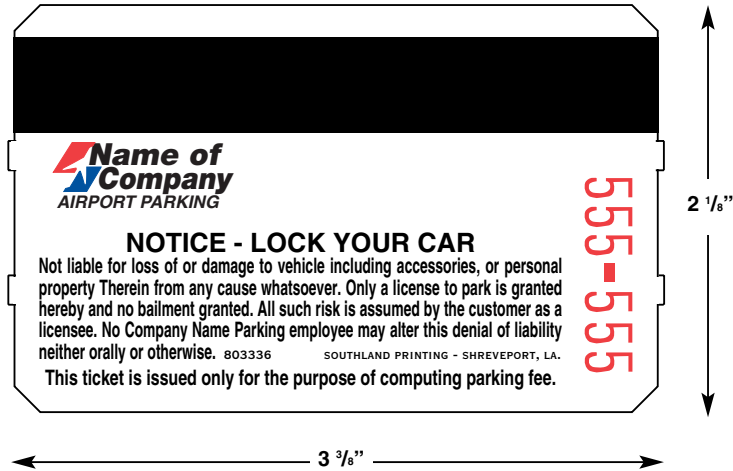 Name of
Company
AIRPORT PARKING
555-555
2 1/8”
NOTICE - LOCK YOUR CAR
Not liable for loss of or damage to vehicle including accessories, or personal
property Therein from any cause whatsoever. Only a license to park is granted
hereby and no bailment granted. All such risk is assumed by the customer as a
licensee. No Company Name Parking employee may alter this denial of liability
neither orally or otherwise. 803336 SOUTHLAND PRINTING - SHREVEPORT, LA.
This ticket is issued only for the purpose of computing parking fee.
3 3/8”